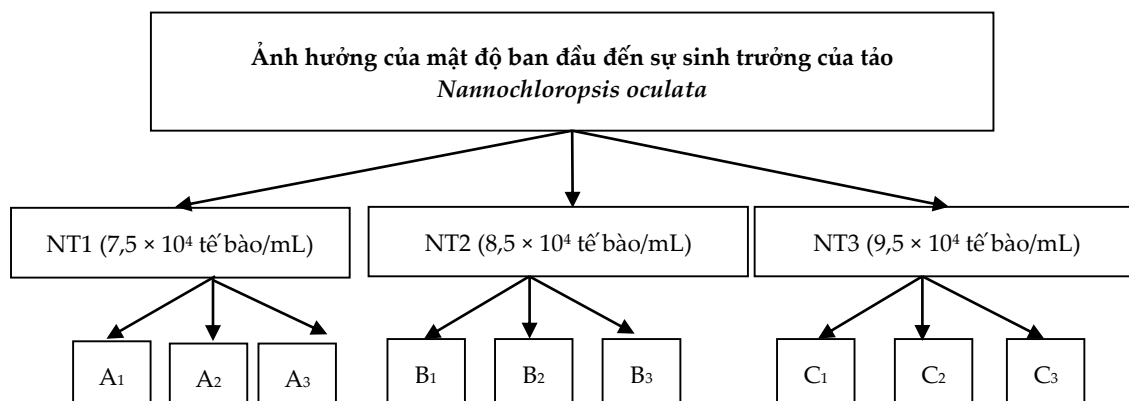 Ảnh hưởng của mật độ ban đầu đến sự sinh trưởng của tảo
Nannochloropsis oculata
NT1 (7,5 × 10⁴ tế bào/mL)
NT2 (8,5 × 10⁴ tế bào/mL)
NT3 (9,5 × 10⁴ tế bào/mL)
A₁
A₂
A₃
B₁
B₂
B₃
C₁
C₂
C₃